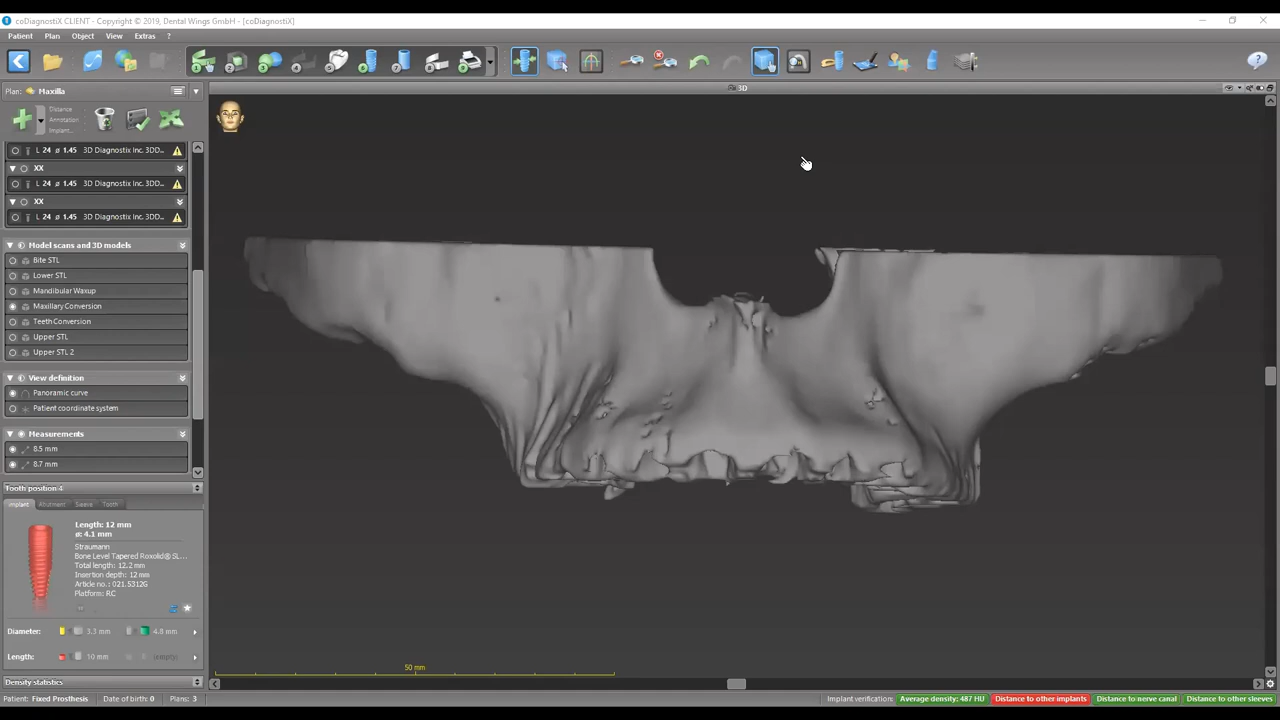 coDiagnostiX CLIENT - Copyright © 2019, Dental Wings GmbH - [coDiagnostiX]
Patient Plan Object View Extras ?
Plan: Maxilla
3D
Distance
Annotation
Implant...
L 24 ø 1.45 3D Diagnostix Inc. 3DD...
XX
L 24 ø 1.45 3D Diagnostix Inc. 3DD...
XX
L 24 ø 1.45 3D Diagnostix Inc. 3DD...
Model scans and 3D models
Bite STL
Lower STL
Mandibular Waxup
Maxillary Conversion
Teeth Conversion
Upper STL
Upper STL 2
View definition
Panoramic curve
Patient coordinate system
Measurements
8.5 mm
8.7 mm
Tooth position 4
Implant Abutment Sleeve Tooth
Length: 12 mm
ø: 4.1 mm
Straumann
Bone Level Tapered Roxolid® SL...
Total length: 12.2 mm
Insertion depth: 12 mm
Article no.: 021.5312G
Platform: RC
Diameter: 3.3 mm 4.8 mm
Length: 10 mm (empty)
Density statistics
50 mm
Patient: Fixed Prosthesis Date of birth: 0 Plans: 3 Implant verification: Average density: 487 HU Distance to other implants Distance to nerve canal Distance to other sleeves